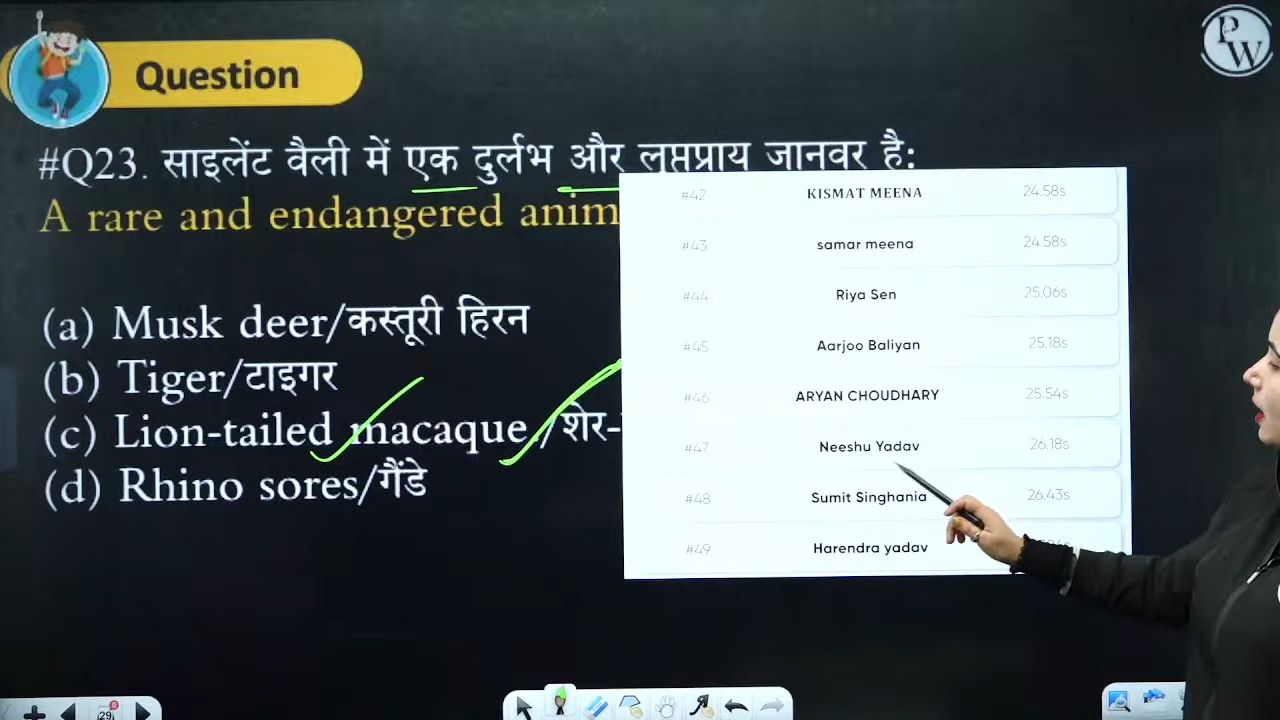 Question
PW
#Q23. साइलेंट वैली में एक दुर्लभ और लुप्तप्राय जानवर है:
A rare and endangered anim
(a) Musk deer/कस्तूरी हिरन
(b) Tiger/टाइगर
(c) Lion-tailed macaque./शेर-
(d) Rhino sores/गैंडे
#42 KISMAT MEENA 24.58s
#43 samar meena 24.58s
#44 Riya Sen 25.06s
#45 Aarjoo Baliyan 25.18s
#46 ARYAN CHOUDHARY 25.54s
#47 Neeshu Yadav 26.18s
#48 Sumit Singhania 26.43s
#49 Harendra yadav
29